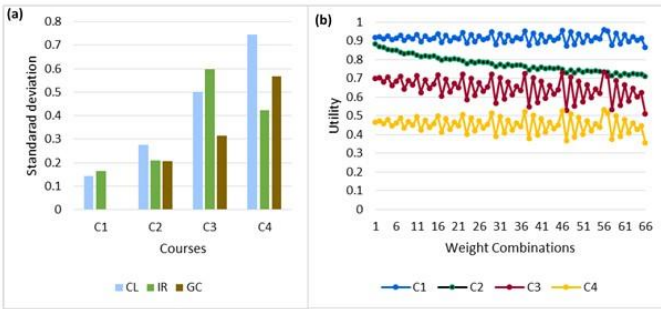 (a)
0.8
0.7
0.6
0.5
0.4
0.3
0.2
0.1
0
Standarad deviation
C1 C2 C3 C4
Courses
CL IR GC
(b)
1
0.9
0.8
0.7
0.6
0.5
0.4
0.3
0.2
0.1
0
Utility
1 6 11 16 21 26 31 36 41 46 51 56 61 66
Weight Combinations
C1 C2 C3 C4